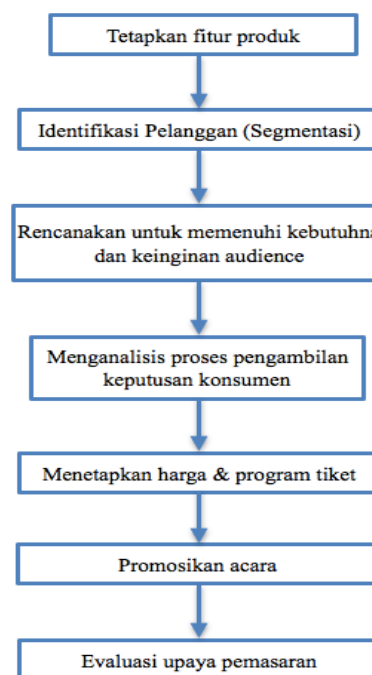 Tetapkan fitur produk
Identifikasi Pelanggan (Segmentasi)
Rencanakan untuk memenuhi kebutuhna
dan keinginan audience
Menganalisis proses pengambilan
keputusan konsumen
Menetapkan harga & program tiket
Promosikan acara
Evaluasi upaya pemasaran